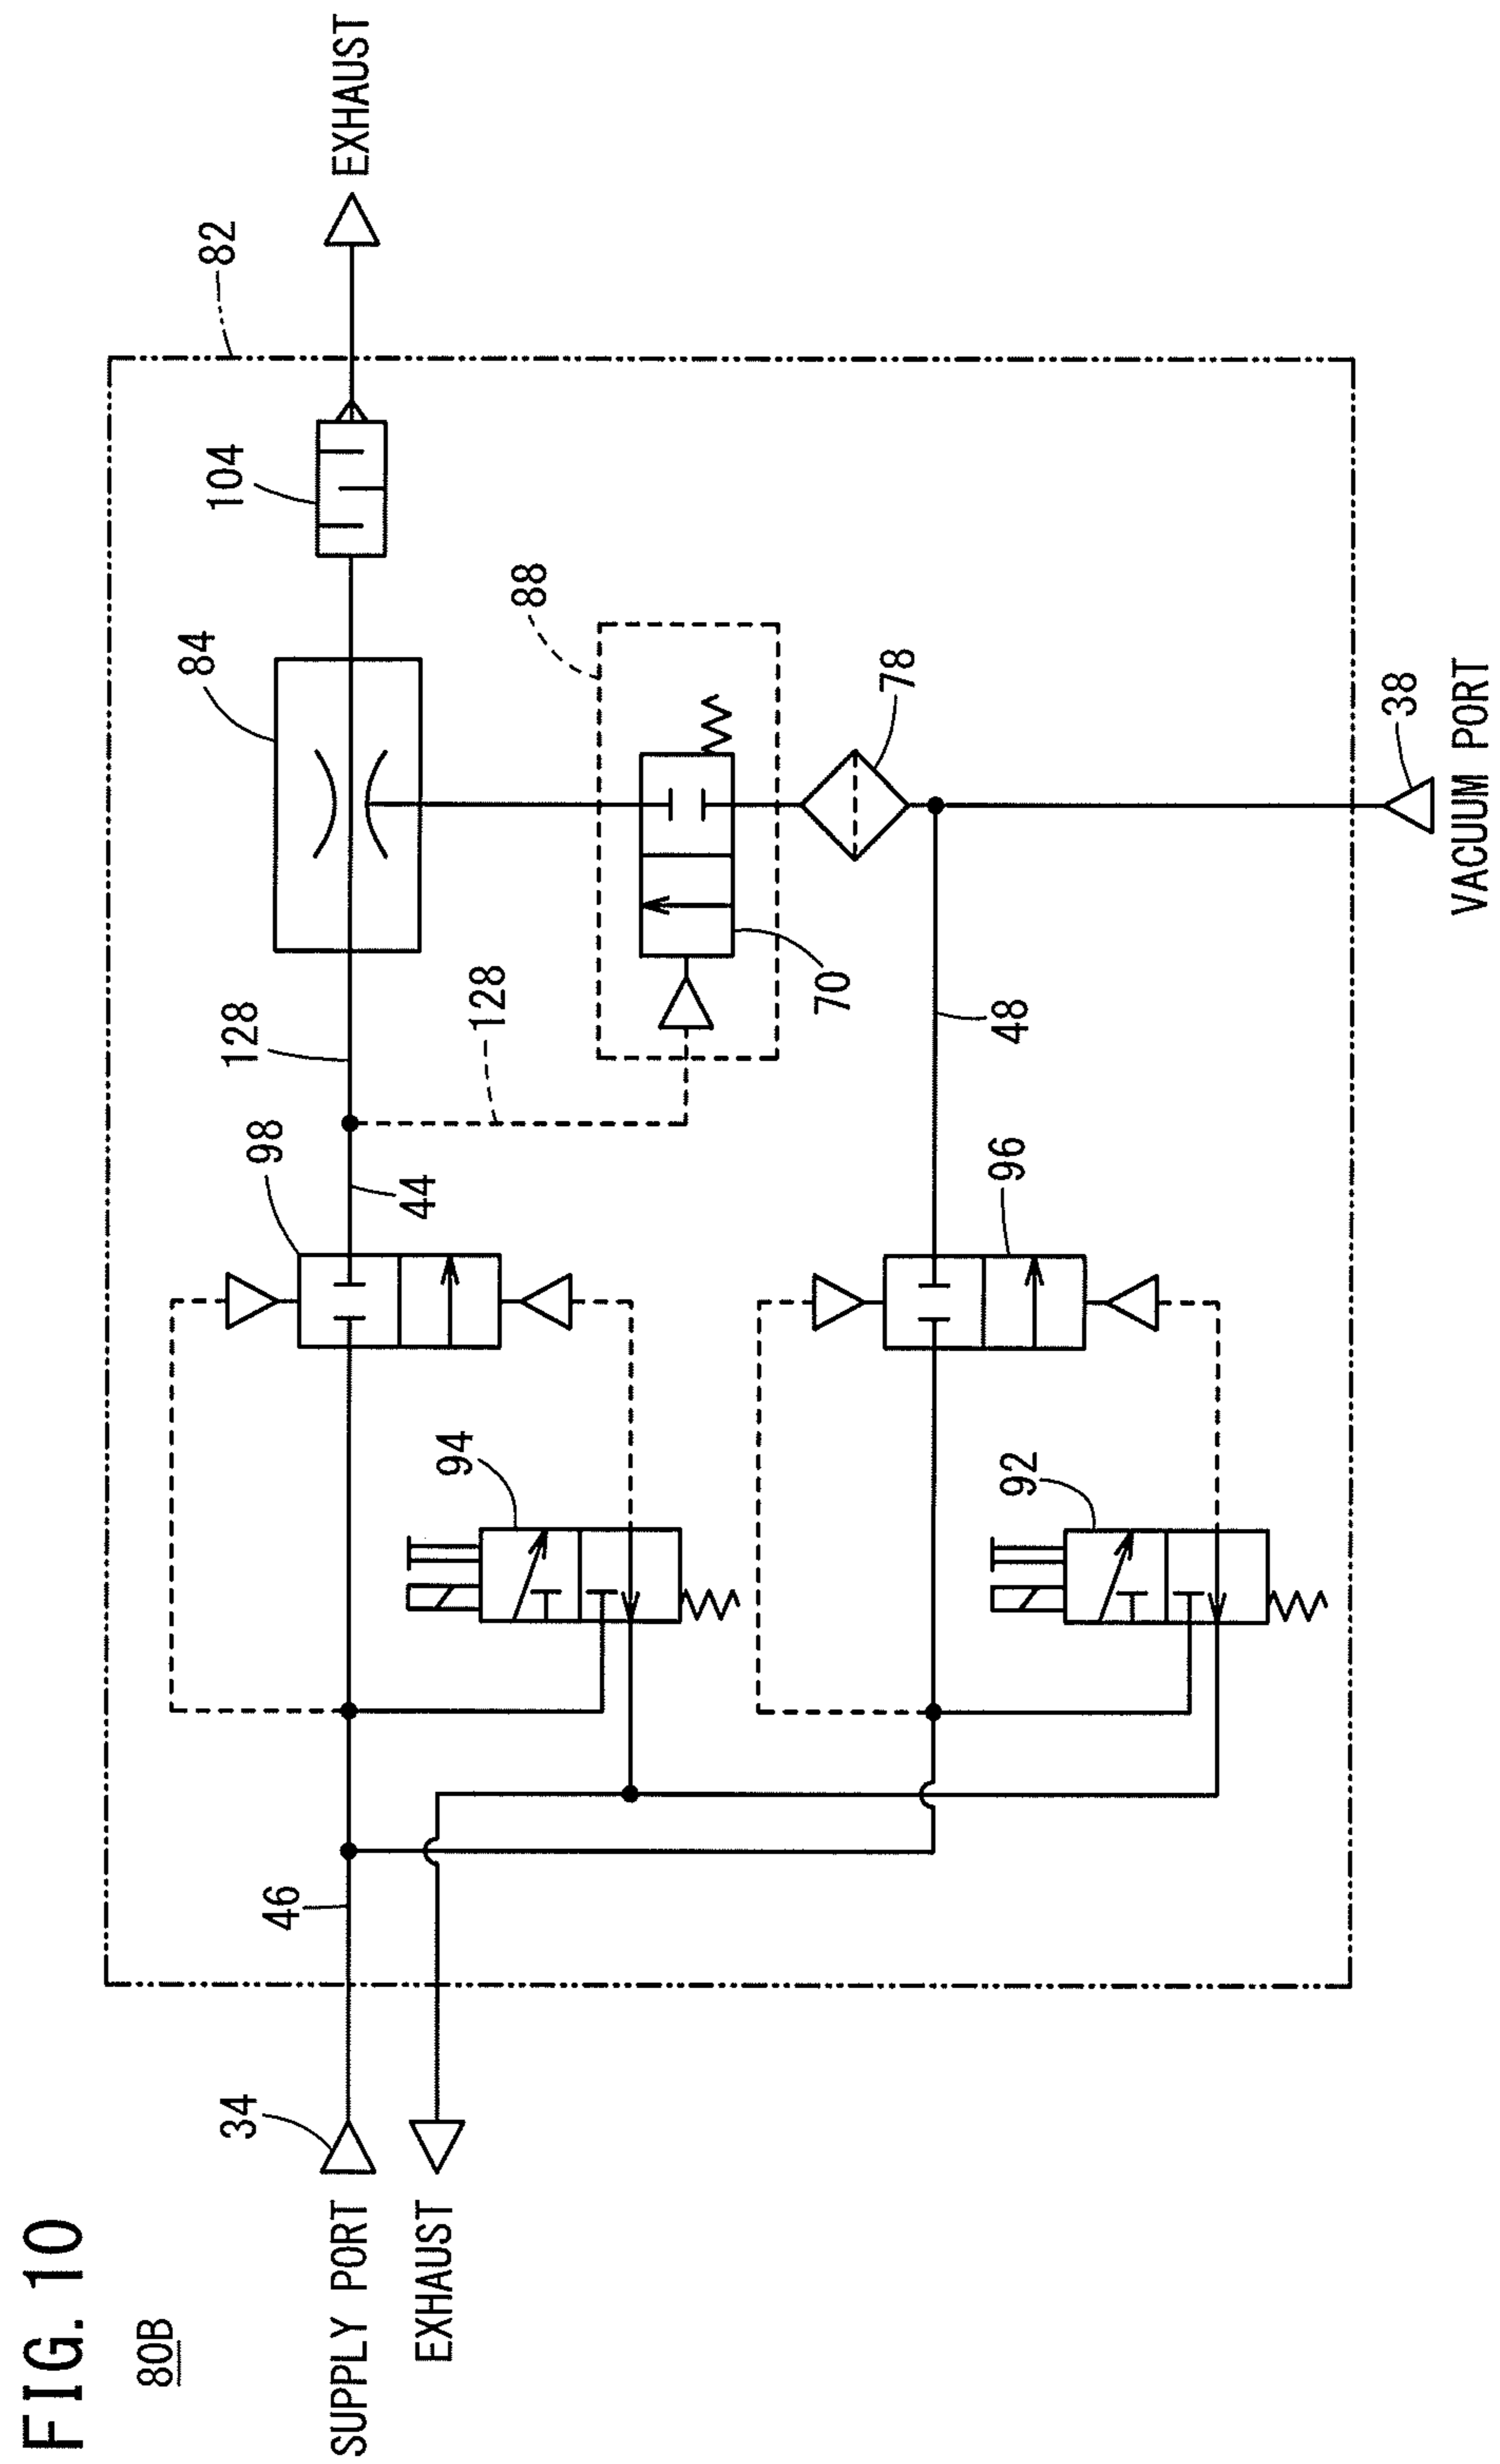 FIG. 10
80B
82
EXHAUST
104
84
128
98
44
88
128
78
70
48
96
94
92
46
34
SUPPLY PORT
EXHAUST
38
VACUUM PORT